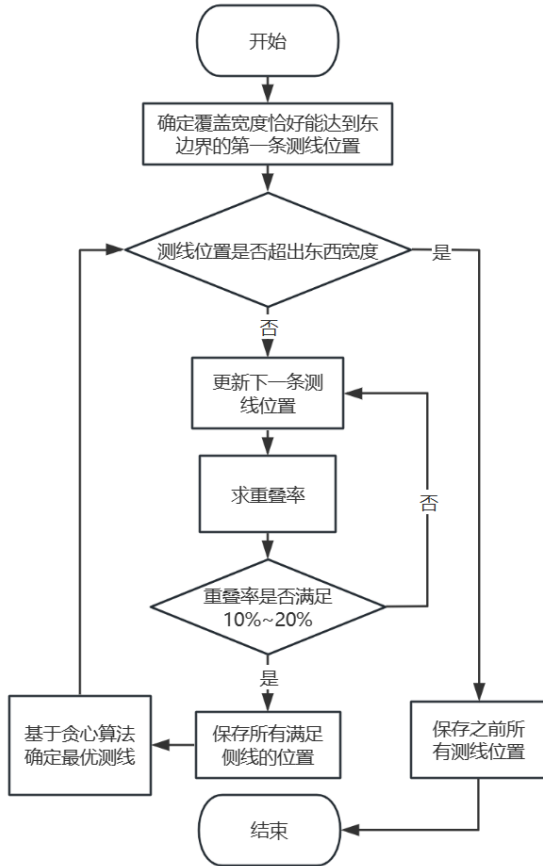 开始
确定覆盖宽度恰好能达到东
边界的第一条测线位置
测线位置是否超出东西宽度
是
否
更新下一条测
线位置
求重叠率
否
重叠率是否满足
10%~20%
是
基于贪心算法
确定最优测线
保存所有满足
侧线的位置
保存之前所
有测线位置
结束